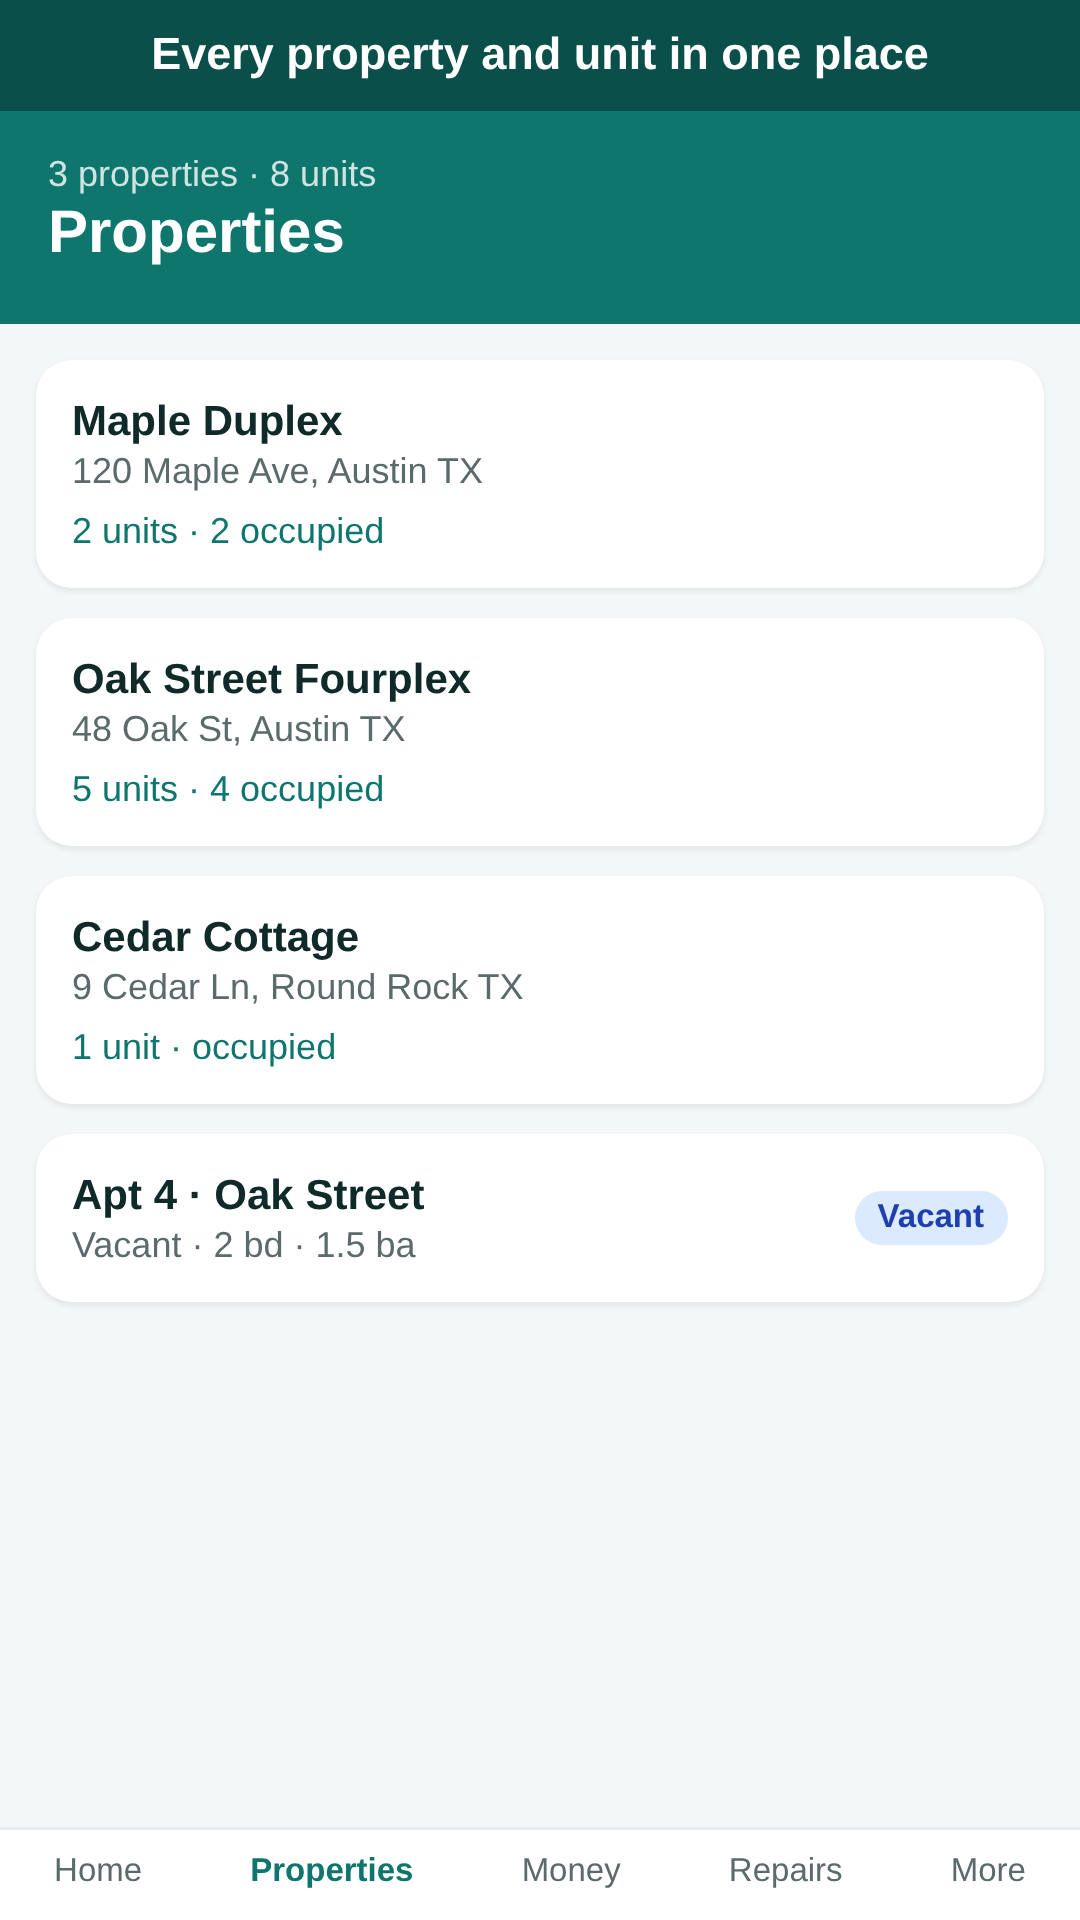 Every property and unit in one place
3 properties · 8 units
Properties
Maple Duplex
120 Maple Ave, Austin TX
2 units · 2 occupied
Oak Street Fourplex
48 Oak St, Austin TX
5 units · 4 occupied
Cedar Cottage
9 Cedar Ln, Round Rock TX
1 unit · occupied
Apt 4 · Oak Street
Vacant · 2 bd · 1.5 ba
Vacant
Home Properties Money Repairs More